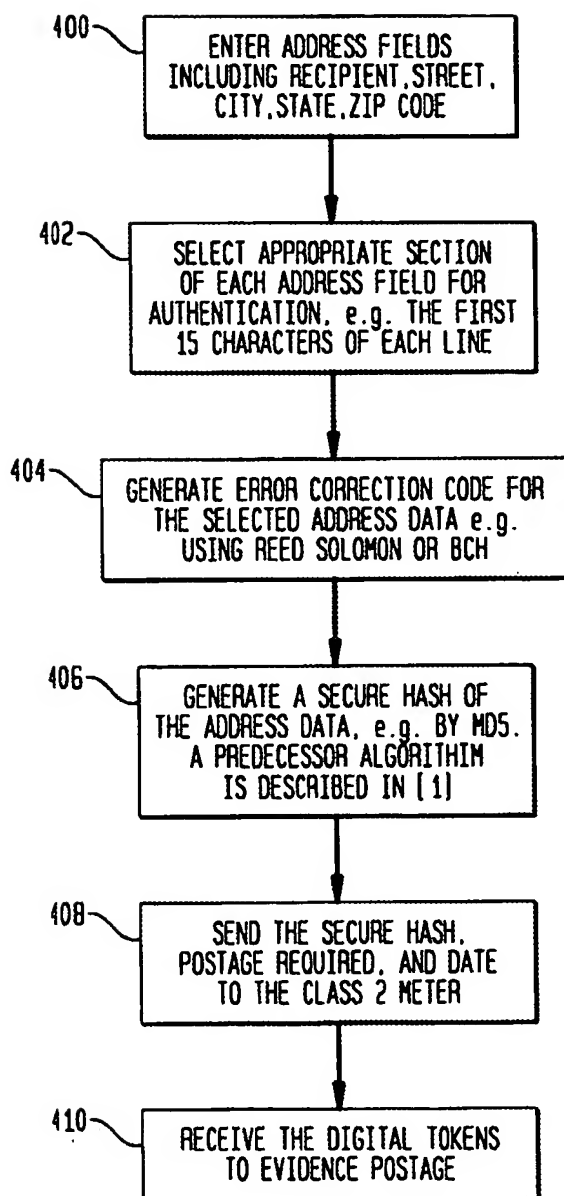 400
ENTER ADDRESS FIELDS
INCLUDING RECIPIENT,STREET,
CITY,STATE,ZIP CODE
402
SELECT APPROPRIATE SECTION
OF EACH ADDRESS FIELD FOR
AUTHENTICATION, e.g. THE FIRST
15 CHARACTERS OF EACH LINE
404
GENERATE ERROR CORRECTION CODE FOR
THE SELECTED ADDRESS DATA e.g.
USING REED SOLOMON OR BCH
406
GENERATE A SECURE HASH OF
THE ADDRESS DATA, e.g. BY MD5.
A PREDECESSOR ALGORITHIM
IS DESCRIBED IN [1]
408
SEND THE SECURE HASH,
POSTAGE REQUIRED, AND DATE
TO THE CLASS 2 METER
410
RECEIVE THE DIGITAL TOKENS
TO EVIDENCE POSTAGE